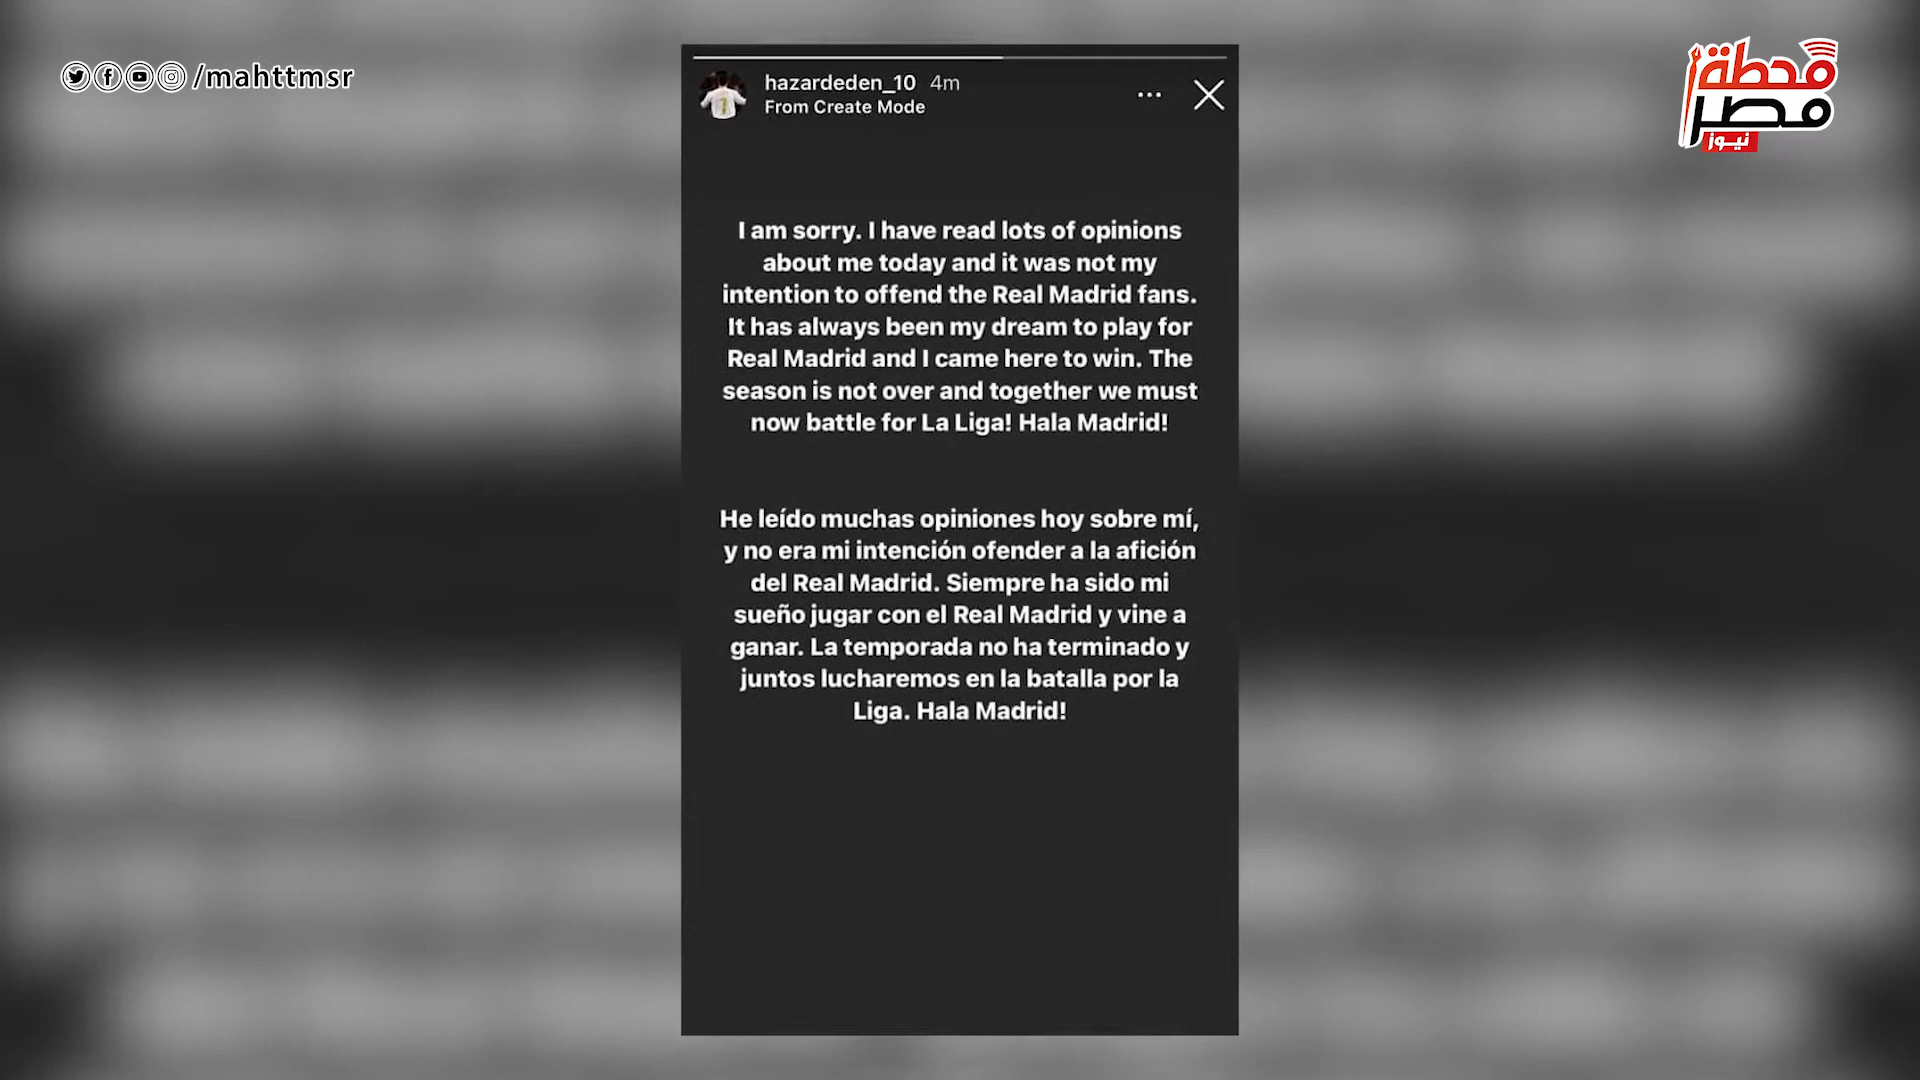 /mahttmsr
محطة
مصر
نيوز
hazardeden_10 4m
From Create Mode
I am sorry. I have read lots of opinions
about me today and it was not my
intention to offend the Real Madrid fans.
It has always been my dream to play for
Real Madrid and I came here to win. The
season is not over and together we must
now battle for La Liga! Hala Madrid!
He leído muchas opiniones hoy sobre mí,
y no era mi intención ofender a la afición
del Real Madrid. Siempre ha sido mi
sueño jugar con el Real Madrid y vine a
ganar. La temporada no ha terminado y
juntos lucharemos en la batalla por la
Liga. Hala Madrid!